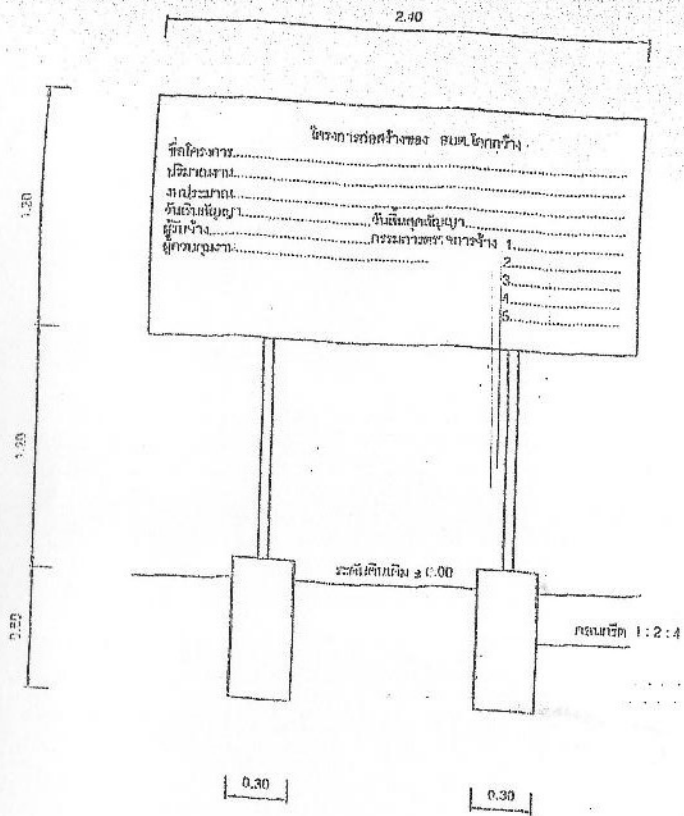 2.40
โครงการก่อสร้างของ อบต.โคกกว้าง
ชื่อโครงการ
ปริมาณงาน
งบประมาณ
วันเริ่มสัญญา วันสิ้นสุดสัญญา
ผู้รับจ้าง กรรมการตรวจการจ้าง 1
ผู้ควบคุมงาน 2
3
4
5
1.20
ระดับดินเดิม ± 0.00
คอนกรีต 1 : 2 : 4
0.30 0.30